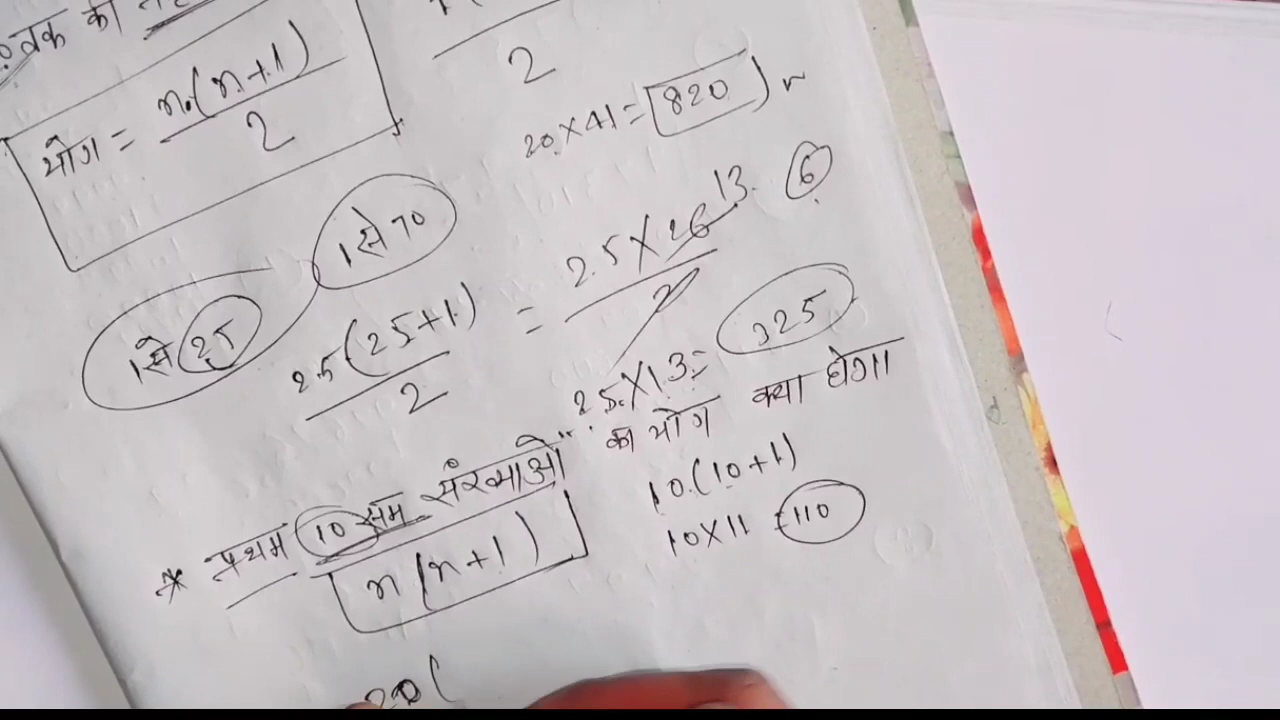 तक का
योग = n.(n+1)
2
2
20×41=820
1 से 70
1 से 25
25(25+1)
2
= 25×26 13
2
6
25×13= 325
* प्रथम 10 सम संख्याओं का योग क्या होगा
n(n+1)
10(10+1)
10×11 = 110
20(